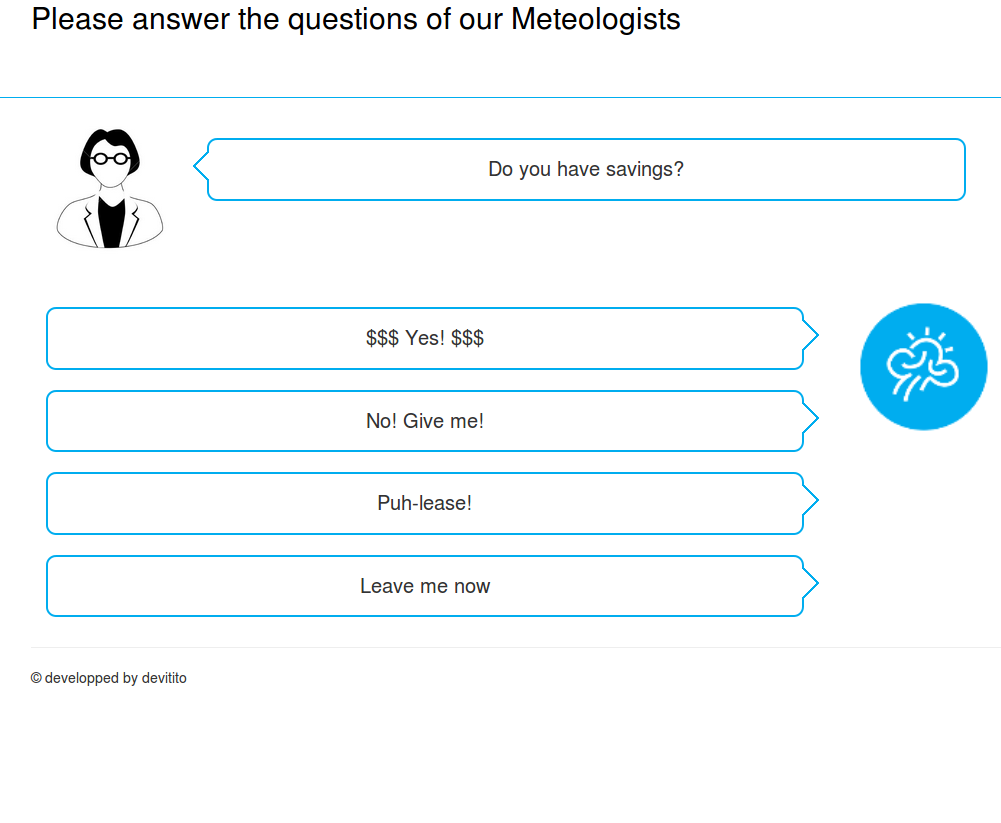 Please answer the questions of our Meteologists
Do you have savings?
$$$ Yes! $$$
No! Give me!
Puh-lease!
Leave me now
© developped by devitito